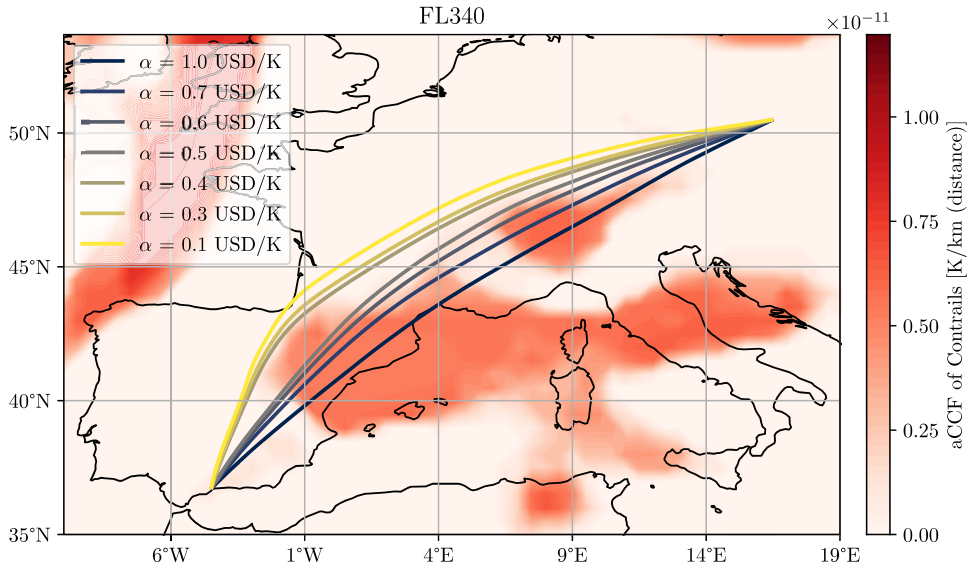 FL340
×10⁻¹¹
α = 1.0 USD/K
α = 0.7 USD/K
α = 0.6 USD/K
α = 0.5 USD/K
α = 0.4 USD/K
α = 0.3 USD/K
α = 0.1 USD/K
50°N
45°N
40°N
35°N
6°W
1°W
4°E
9°E
14°E
19°E
1.00
0.75
0.50
0.25
0.00
aCCF of Contrails [K/km (distance)]